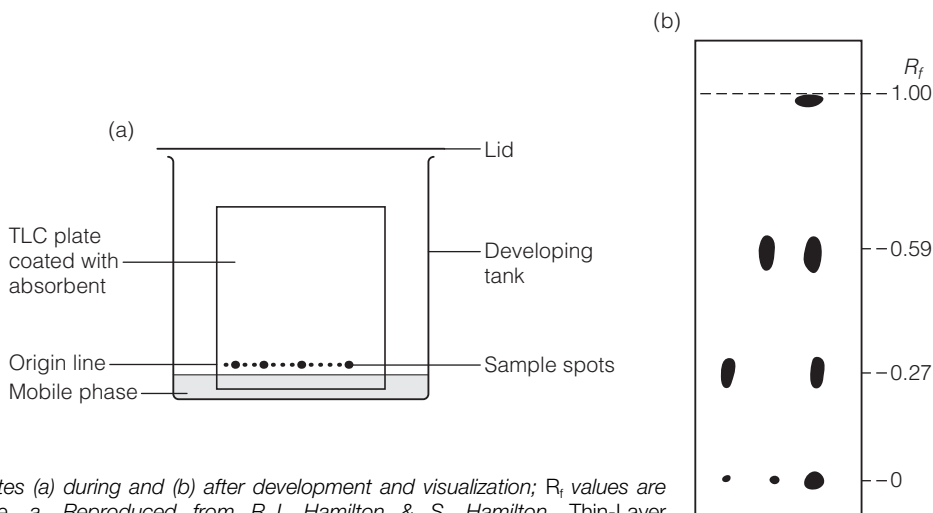 (b)
R_f
1.00
(a)
Lid
TLC plate
coated with
absorbent
Developing
tank
0.59
Origin line
Sample spots
0.27
Mobile phase
0
(a) during and (b) after development and visualization; R_f values are
a. Reproduced from R.J. Hamilton & S. Hamilton, Thin-Layer